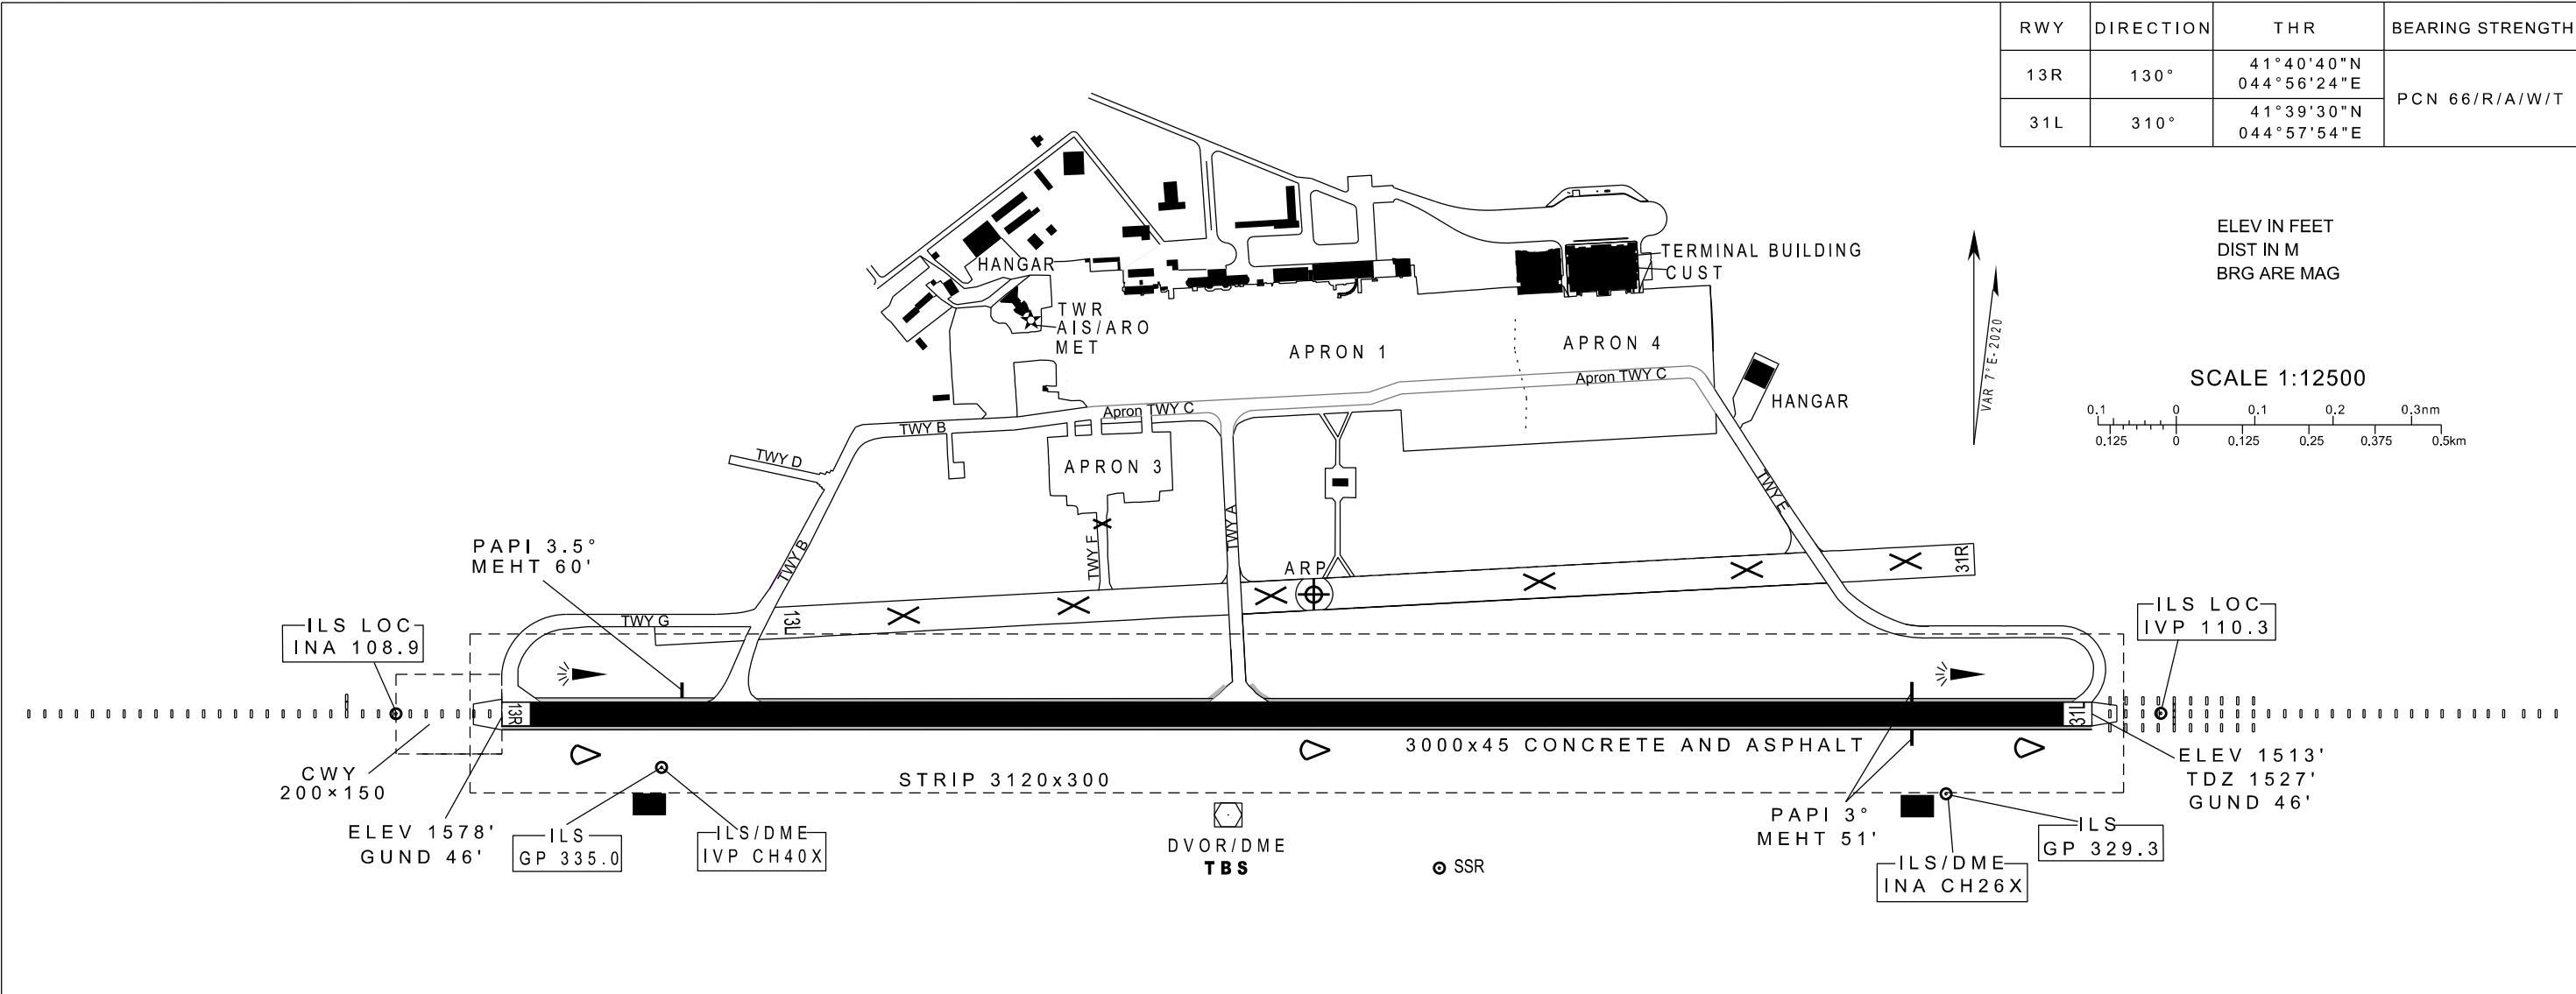 RWY DIRECTION THR BEARING STRENGTH
13R 130° 41°40'40"N
044°56'24"E
31L 310° 41°39'30"N
044°57'54"E
PCN 66/R/A/W/T
ELEV IN FEET
DIST IN M
BRG ARE MAG
VAR 7°E-2020
SCALE 1:12500
0.1 0 0.1 0.2 0.3nm
0.125 0 0.125 0.25 0.375 0.5km
HANGAR
TERMINAL BUILDING
CUST
TWR
AIS/ARO
MET
APRON 1
APRON 4
Apron TWY C
HANGAR
Apron TWY C
TWY B
TWY D
APRON 3
TWY E
TWY A
TWY F
TWY B
PAPI 3.5°
MEHT 60'
ARP
31R
13L
TWY G
ILS LOC
INA 108.9
ILS LOC
IVP 110.3
13R
31L
3000x45 CONCRETE AND ASPHALT
STRIP 3120x300
CWY
200×150
ELEV 1578'
GUND 46'
ILS
GP 335.0
ILS/DME
IVP CH40X
DVOR/DME
TBS
SSR
PAPI 3°
MEHT 51'
ELEV 1513'
TDZ 1527'
GUND 46'
ILS
GP 329.3
ILS/DME
INA CH26X